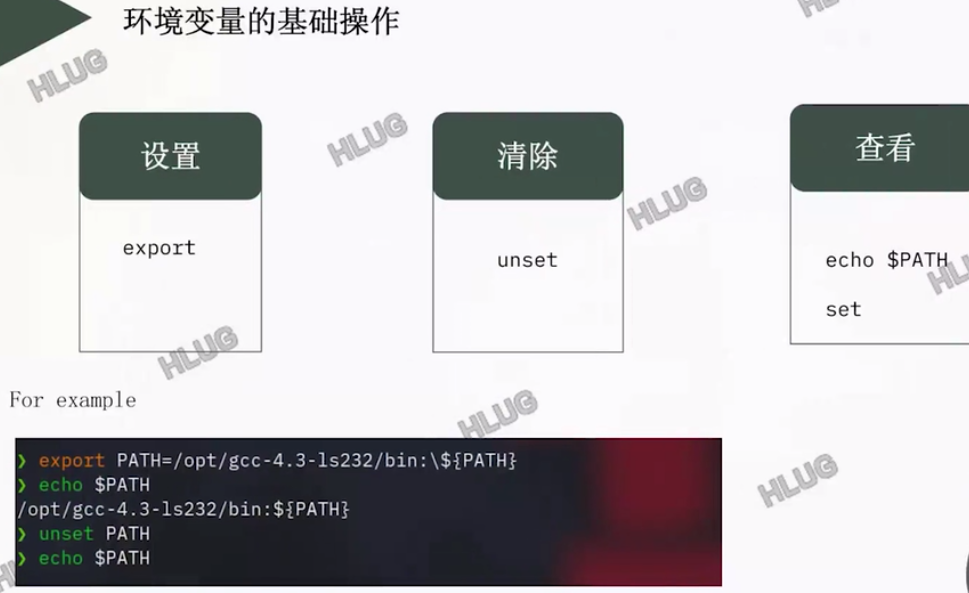 环境变量的基础操作
设置
清除
查看
export
unset
echo $PATH
set
For example
❯ export PATH=/opt/gcc-4.3-ls232/bin:\${PATH}
❯ echo $PATH
/opt/gcc-4.3-ls232/bin:${PATH}
❯ unset PATH
❯ echo $PATH
HLUG
HLUG
HLUG
HLUG
HLUG
HLUG